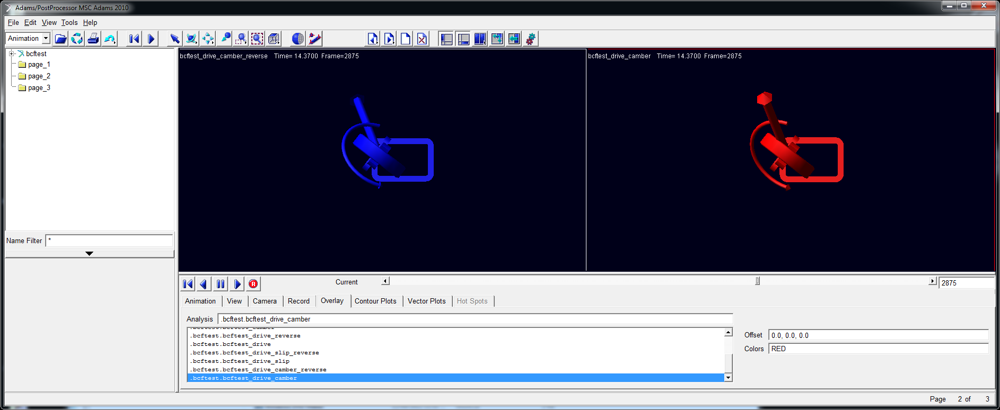 Adams/PostProcessor MSC Adams 2010
File Edit View Tools Help
Animation
bcftest
page_1
page_2
page_3
Name Filter *
bcftest_drive_camber_reverse Time= 14.3700 Frame=2875
bcftest_drive_camber Time= 14.3700 Frame=2875
R
Current
2875
Animation View Camera Record Overlay Contour Plots Vector Plots Hot Spots
Analysis .bcftest.bcftest_drive_camber
.bcftest.bcftest_camber
.bcftest.bcftest_drive_reverse
.bcftest.bcftest_drive
.bcftest.bcftest_drive_slip_reverse
.bcftest.bcftest_drive_slip
.bcftest.bcftest_drive_camber_reverse
.bcftest.bcftest_drive_camber
Offset 0.0, 0.0, 0.0
Colors RED
Page 2 of 3